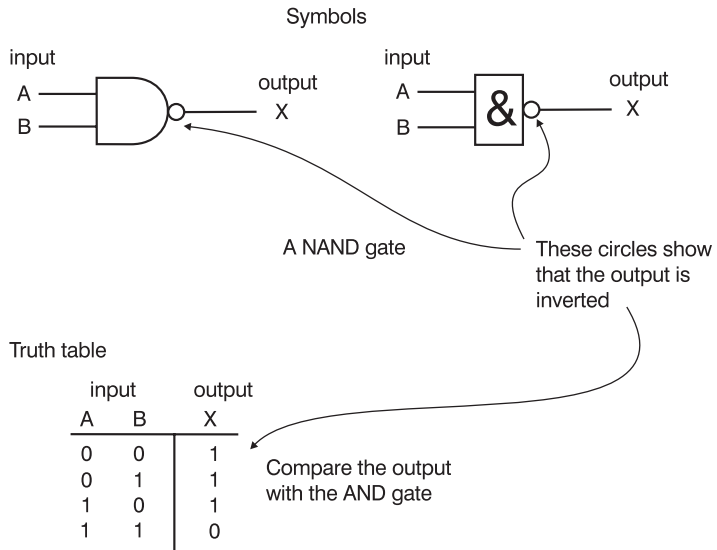 Symbols
input
A
B
output
X
input
A
B
&
output
X
A NAND gate
These circles show
that the output is
inverted
Truth table
input output
A B X
0 0 1
0 1 1
1 0 1
1 1 0
Compare the output
with the AND gate